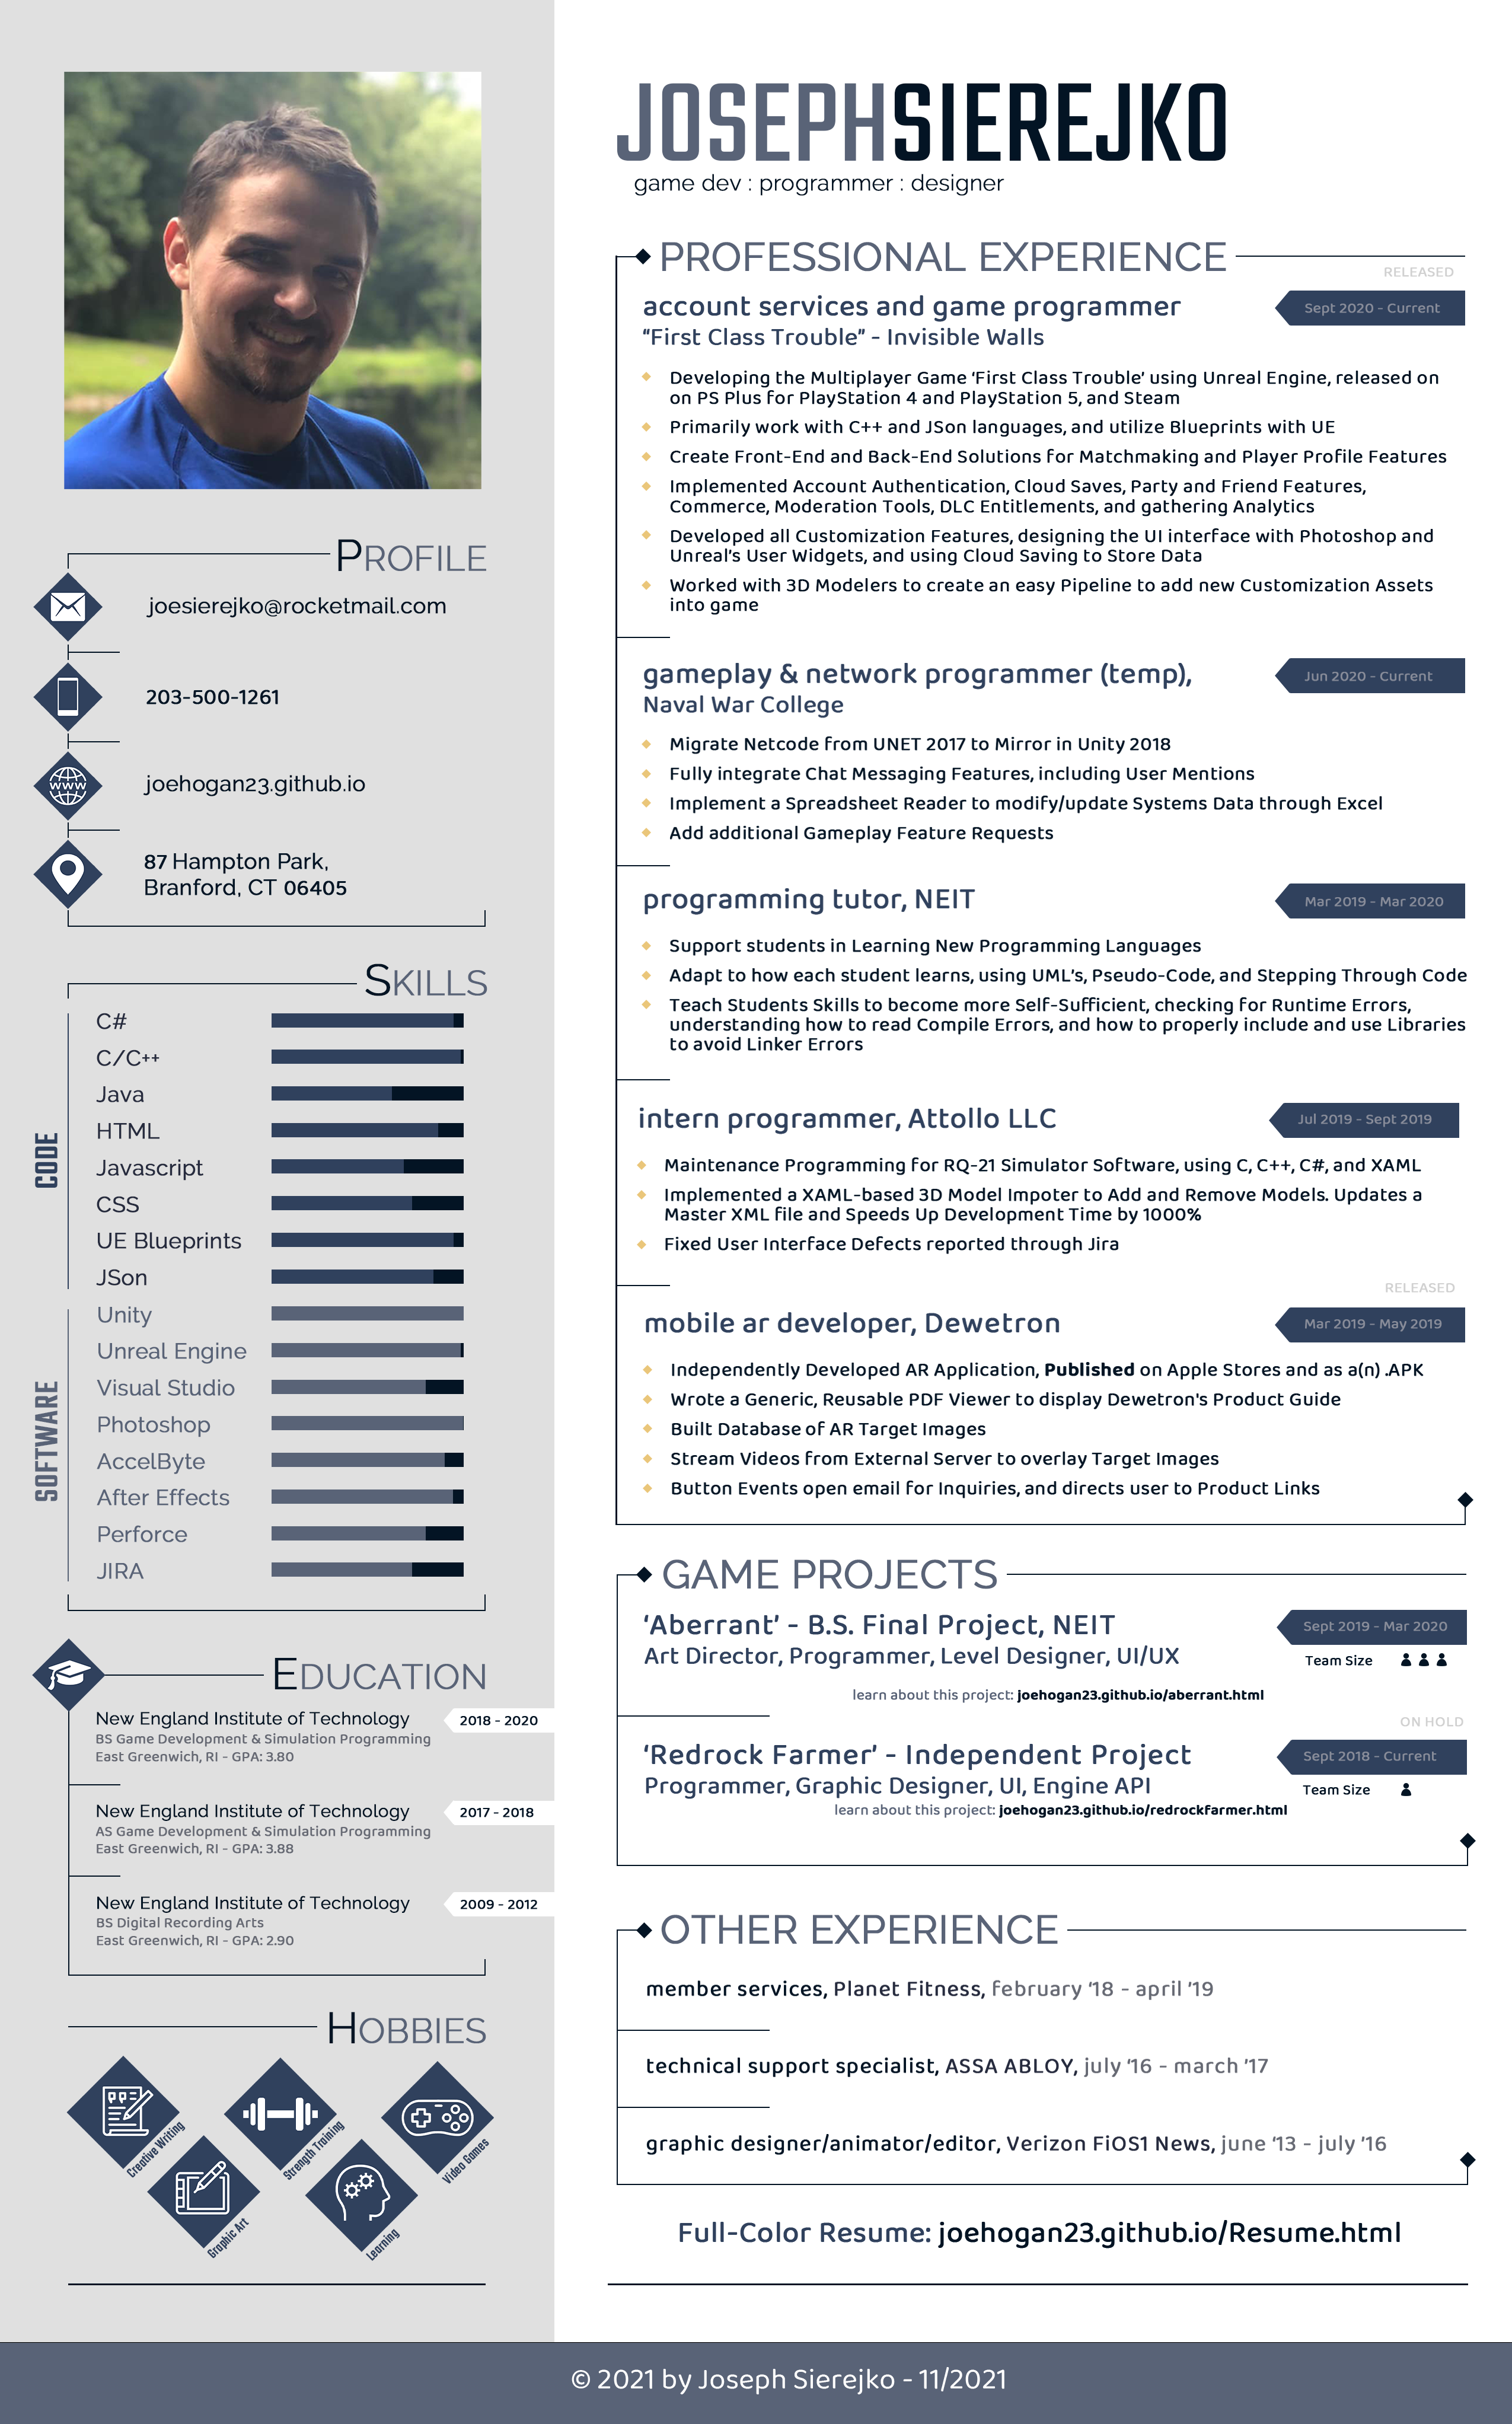 JOSEPHSIEREJKO
game dev : programmer : designer
PROFILE
joesierejko@rocketmail.com
203-500-1261
www
joehogan23.github.io
87 Hampton Park,
Branford, CT 06405
SKILLS
CODE
C#
C/C++
Java
HTML
Javascript
CSS
UE Blueprints
JSon
SOFTWARE
Unity
Unreal Engine
Visual Studio
Photoshop
AccelByte
After Effects
Perforce
JIRA
EDUCATION
New England Institute of Technology 2018 - 2020
BS Game Development & Simulation Programming
East Greenwich, RI - GPA: 3.80
New England Institute of Technology 2017 - 2018
AS Game Development & Simulation Programming
East Greenwich, RI - GPA: 3.88
New England Institute of Technology 2009 - 2012
BS Digital Recording Arts
East Greenwich, RI - GPA: 2.90
HOBBIES
Creative Writing
Graphic Art
Strength Training
Learning
Video Games
PROFESSIONAL EXPERIENCE
RELEASED
account services and game programmer Sept 2020 - Current
"First Class Trouble" - Invisible Walls
Developing the Multiplayer Game 'First Class Trouble' using Unreal Engine, released on
on PS Plus for PlayStation 4 and PlayStation 5, and Steam
Primarily work with C++ and JSon languages, and utilize Blueprints with UE
Create Front-End and Back-End Solutions for Matchmaking and Player Profile Features
Implemented Account Authentication, Cloud Saves, Party and Friend Features,
Commerce, Moderation Tools, DLC Entitlements, and gathering Analytics
Developed all Customization Features, designing the UI interface with Photoshop and
Unreal's User Widgets, and using Cloud Saving to Store Data
Worked with 3D Modelers to create an easy Pipeline to add new Customization Assets
into game
gameplay & network programmer (temp), Jun 2020 - Current
Naval War College
Migrate Netcode from UNET 2017 to Mirror in Unity 2018
Fully integrate Chat Messaging Features, including User Mentions
Implement a Spreadsheet Reader to modify/update Systems Data through Excel
Add additional Gameplay Feature Requests
programming tutor, NEIT Mar 2019 - Mar 2020
Support students in Learning New Programming Languages
Adapt to how each student learns, using UML's, Pseudo-Code, and Stepping Through Code
Teach Students Skills to become more Self-Sufficient, checking for Runtime Errors,
understanding how to read Compile Errors, and how to properly include and use Libraries
to avoid Linker Errors
intern programmer, Attollo LLC Jul 2019 - Sept 2019
Maintenance Programming for RQ-21 Simulator Software, using C, C++, C#, and XAML
Implemented a XAML-based 3D Model Impoter to Add and Remove Models. Updates a
Master XML file and Speeds Up Development Time by 1000%
Fixed User Interface Defects reported through Jira
RELEASED
mobile ar developer, Dewetron Mar 2019 - May 2019
Independently Developed AR Application, Published on Apple Stores and as a(n) .APK
Wrote a Generic, Reusable PDF Viewer to display Dewetron's Product Guide
Built Database of AR Target Images
Stream Videos from External Server to overlay Target Images
Button Events open email for Inquiries, and directs user to Product Links
GAME PROJECTS
'Aberrant' - B.S. Final Project, NEIT Sept 2019 - Mar 2020
Art Director, Programmer, Level Designer, UI/UX Team Size
learn about this project: joehogan23.github.io/aberrant.html
ON HOLD
'Redrock Farmer' - Independent Project Sept 2018 - Current
Programmer, Graphic Designer, UI, Engine API Team Size
learn about this project: joehogan23.github.io/redrockfarmer.html
OTHER EXPERIENCE
member services, Planet Fitness, february '18 - april '19
technical support specialist, ASSA ABLOY, july '16 - march '17
graphic designer/animator/editor, Verizon FiOS1 News, june '13 - july '16
Full-Color Resume: joehogan23.github.io/Resume.html
© 2021 by Joseph Sierejko - 11/2021